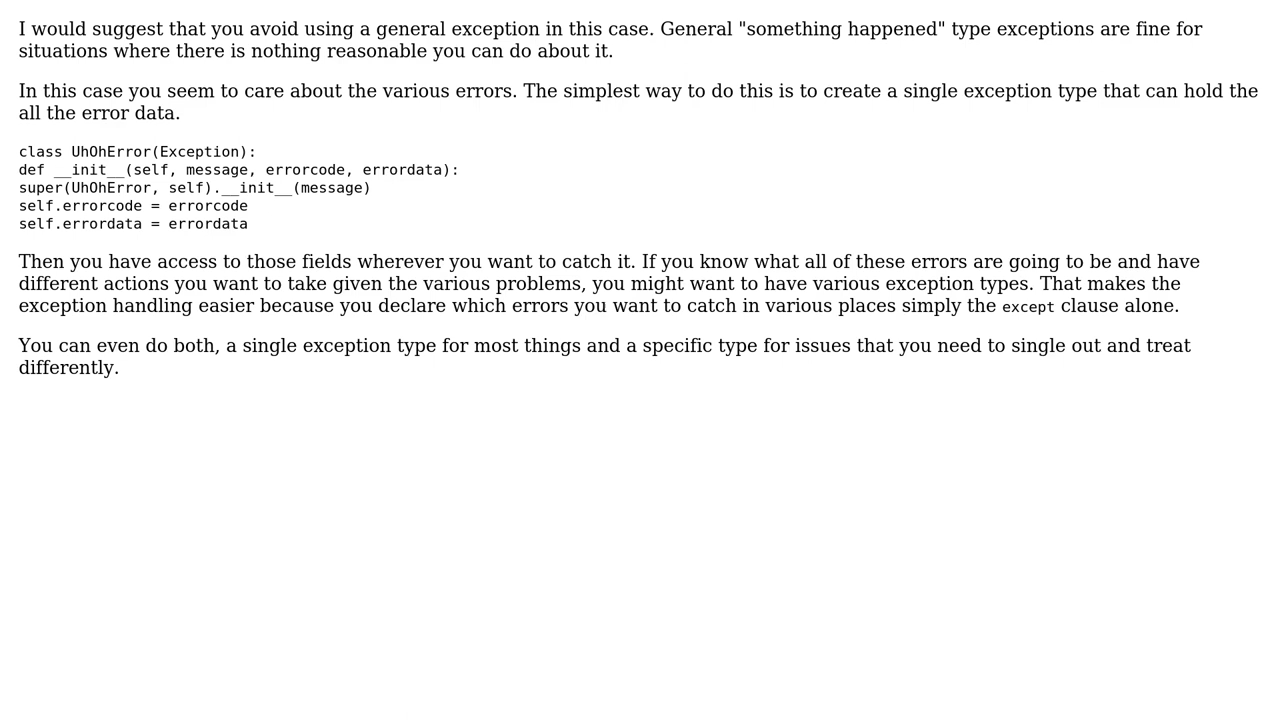 I would suggest that you avoid using a general exception in this case. General "something happened" type exceptions are fine for
situations where there is nothing reasonable you can do about it.
In this case you seem to care about the various errors. The simplest way to do this is to create a single exception type that can hold the
all the error data.
class UhOhError(Exception):
def __init__(self, message, errorcode, errordata):
super(UhOhError, self).__init__(message)
self.errorcode = errorcode
self.errordata = errordata
Then you have access to those fields wherever you want to catch it. If you know what all of these errors are going to be and have
different actions you want to take given the various problems, you might want to have various exception types. That makes the
exception handling easier because you declare which errors you want to catch in various places simply the except clause alone.
You can even do both, a single exception type for most things and a specific type for issues that you need to single out and treat
differently.